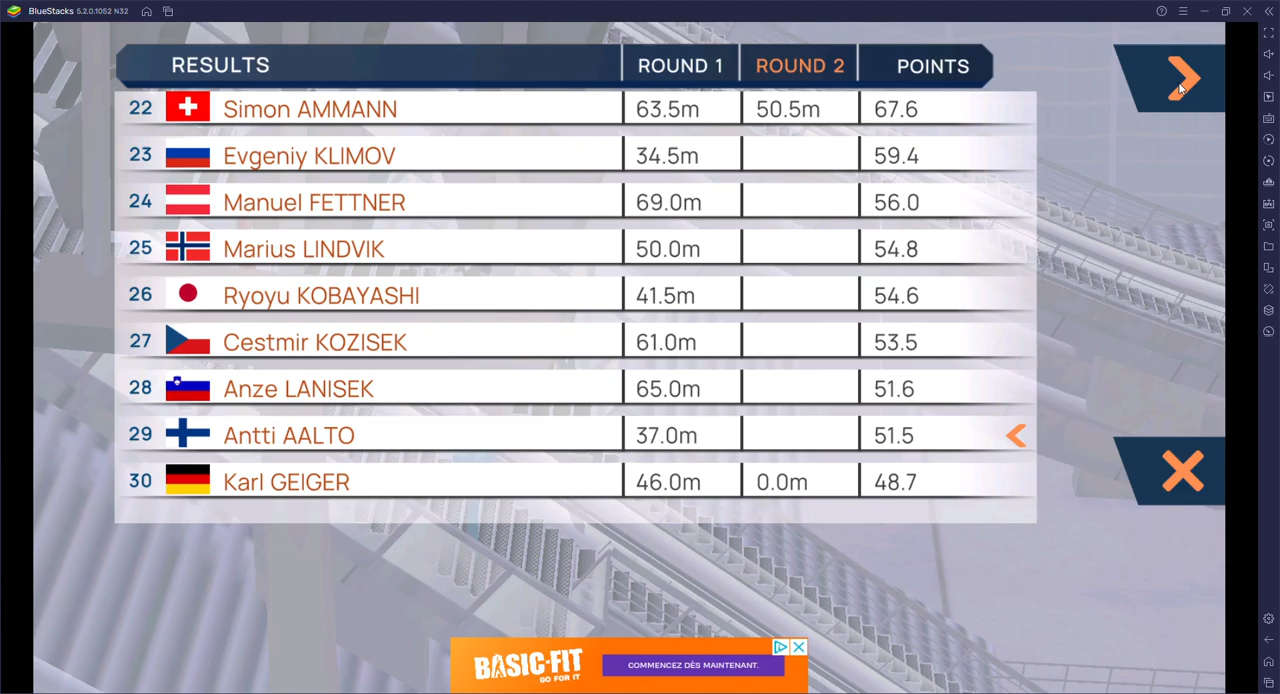 BlueStacks 5.2.0.1052 N32
RESULTS ROUND 1 ROUND 2 POINTS
22 Simon AMMANN 63.5m 50.5m 67.6
23 Evgeniy KLIMOV 34.5m 59.4
24 Manuel FETTNER 69.0m 56.0
25 Marius LINDVIK 50.0m 54.8
26 Ryoyu KOBAYASHI 41.5m 54.6
27 Cestmir KOZISEK 61.0m 53.5
28 Anze LANISEK 65.0m 51.6
29 Antti AALTO 37.0m 51.5
30 Karl GEIGER 46.0m 0.0m 48.7
BASIC-FIT
GO FOR IT
COMMENCEZ DÈS MAINTENANT.